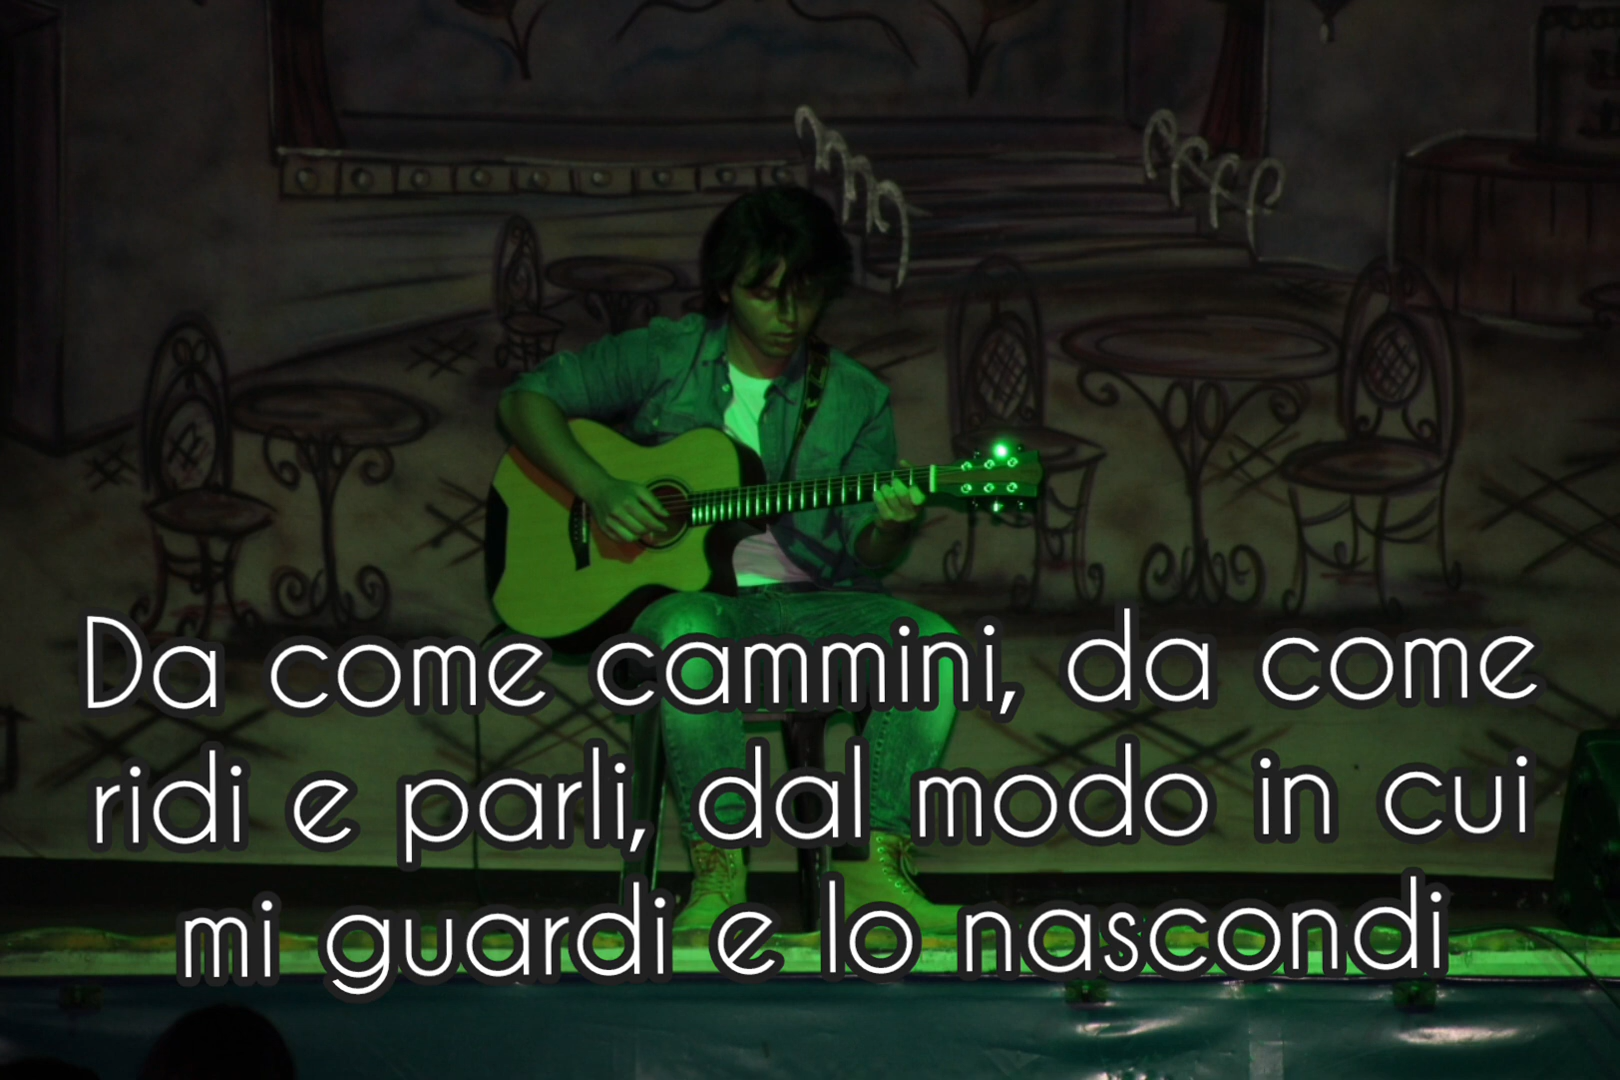 Da come cammini, da come
ridi e parli, dal modo in cui
mi guardi e lo nascondi